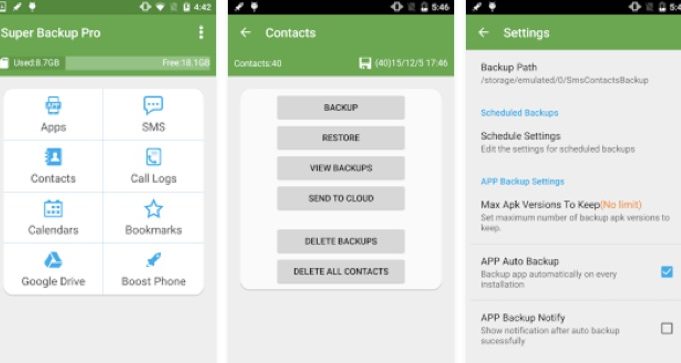 4:42
Super Backup Pro
Used:8.7GB
Free:18.1GB
Apps
SMS
Contacts
Call Logs
Calendars
Bookmarks
Google Drive
Boost Phone
5:46
Contacts
Contacts:40
(40)15/12/5 17:46
BACKUP
RESTORE
VIEW BACKUPS
SEND TO CLOUD
DELETE BACKUPS
DELETE ALL CONTACTS
Settings
Backup Path
/storage/emulated/0/SmsContactsBackup
Scheduled Backups
Schedule Settings
Edit the settings for scheduled backups
APP Backup Settings
Max Apk Versions To Keep(No limit)
Set maximum number of backup apk versions to
keep.
APP Auto Backup
Backup app automatically on every
installation
APP Backup Notify
Show notification after auto backup
sucessfully